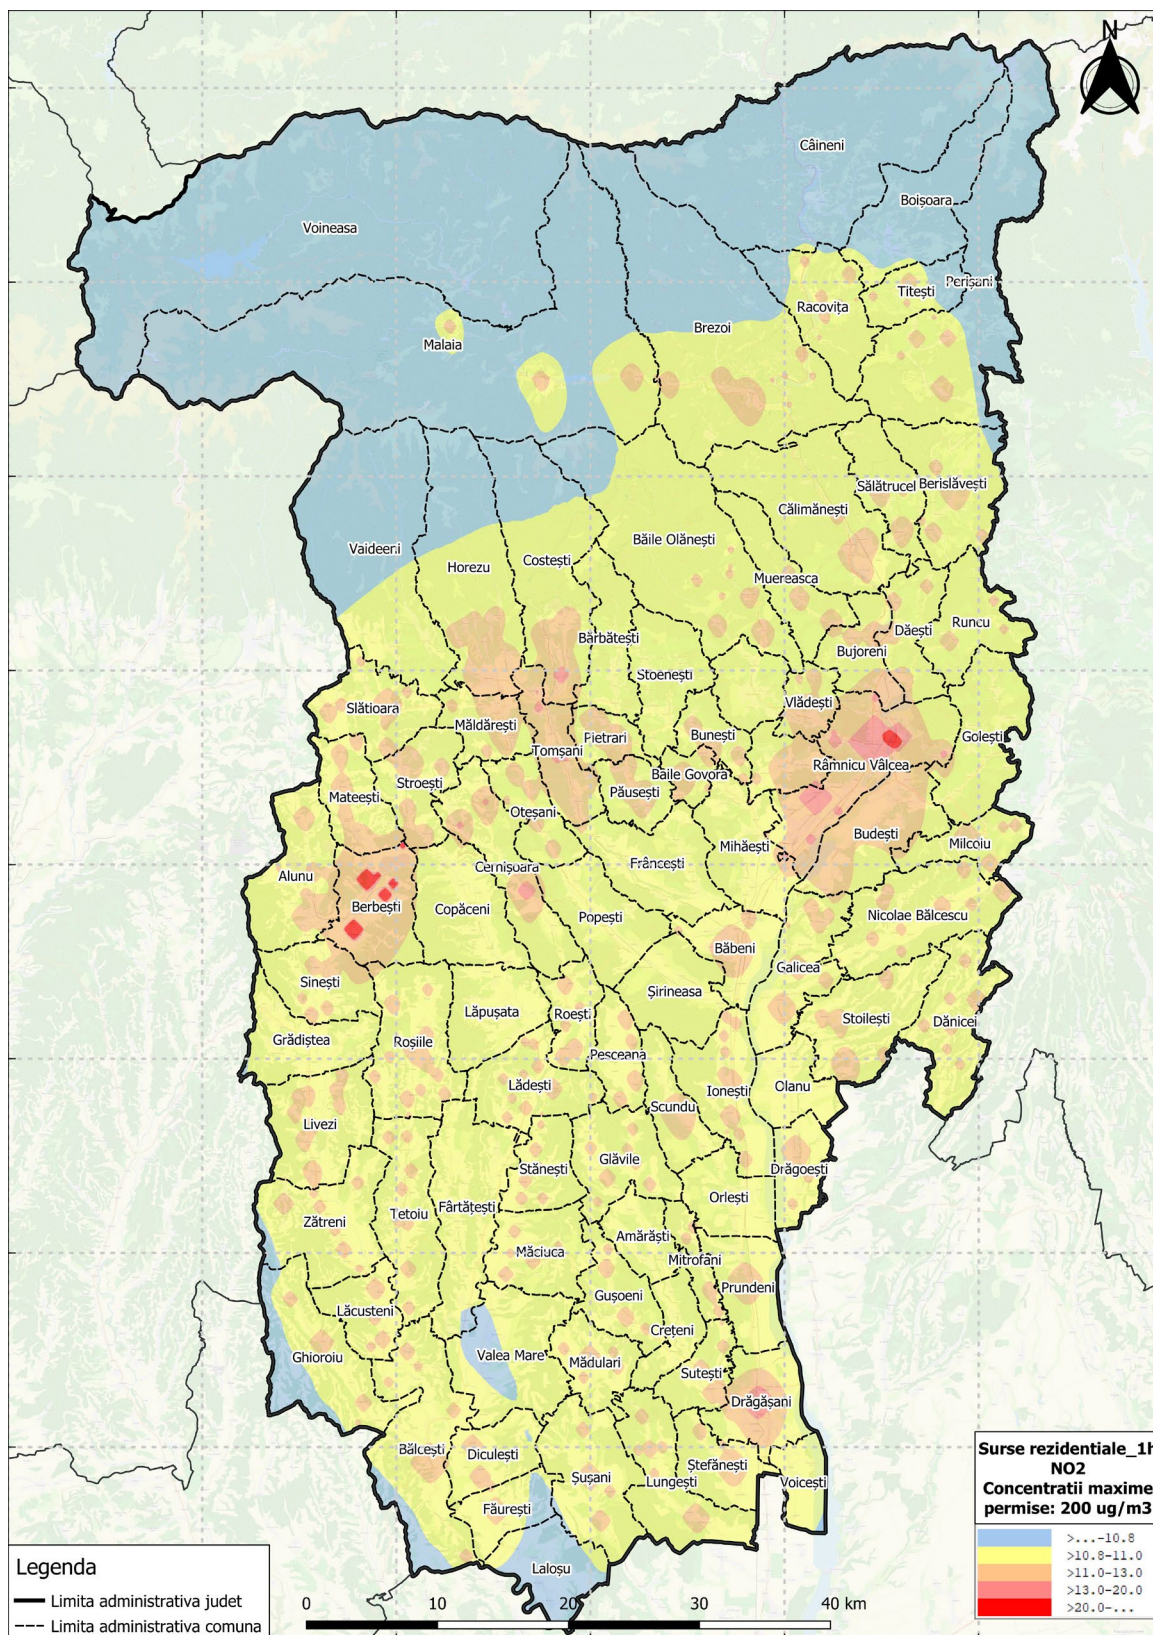 N
Câineni
Boișoara
Voineasa
Perișani
Titești
Racovița
Brezoi
Malaia
Sălătrucel
Berislăvești
Călimănești
Băile Olănești
Vaideeni
Costești
Horezu
Muereasca
Runcu
Dăești
Bărbătești
Bujoreni
Stoenești
Vlădești
Slătioara
Măldărești
Pietrari
Bunești
Golești
Tomșani
Râmnicu Vâlcea
Băile Govora
Stroești
Păusești
Mateești
Oteșani
Budești
Milcoiu
Mihăești
Frâncești
Cernișoara
Alunu
Berbești
Copăceni
Popești
Nicolae Bălcescu
Băbeni
Galicea
Sinești
Șirineasa
Lăpușata
Roești
Stoilești
Dănicei
Grădiștea
Roșiile
Pesceana
Lădești
Ionești
Olanu
Scundu
Livezi
Glăvile
Stănești
Drăgoești
Orlești
Fârtățești
Tetoiu
Zătreni
Amărăști
Măciuca
Mitrofani
Prundeni
Gușoeni
Lăcusteni
Crețeni
Ghioroiu
Valea Mare
Mădulari
Sutești
Drăgășani
Bălcești
Diculești
Ștefănești
Șușani
Lungești
Voicești
Făurești
Laloșu
Surse rezidentiale_1h
NO2
Concentratii maxime
permise: 200 ug/m3
>...-10.8
>10.8-11.0
>11.0-13.0
>13.0-20.0
>20.0-...
Legenda
Limita administrativa judet
Limita administrativa comuna
0 10 20 30 40 km